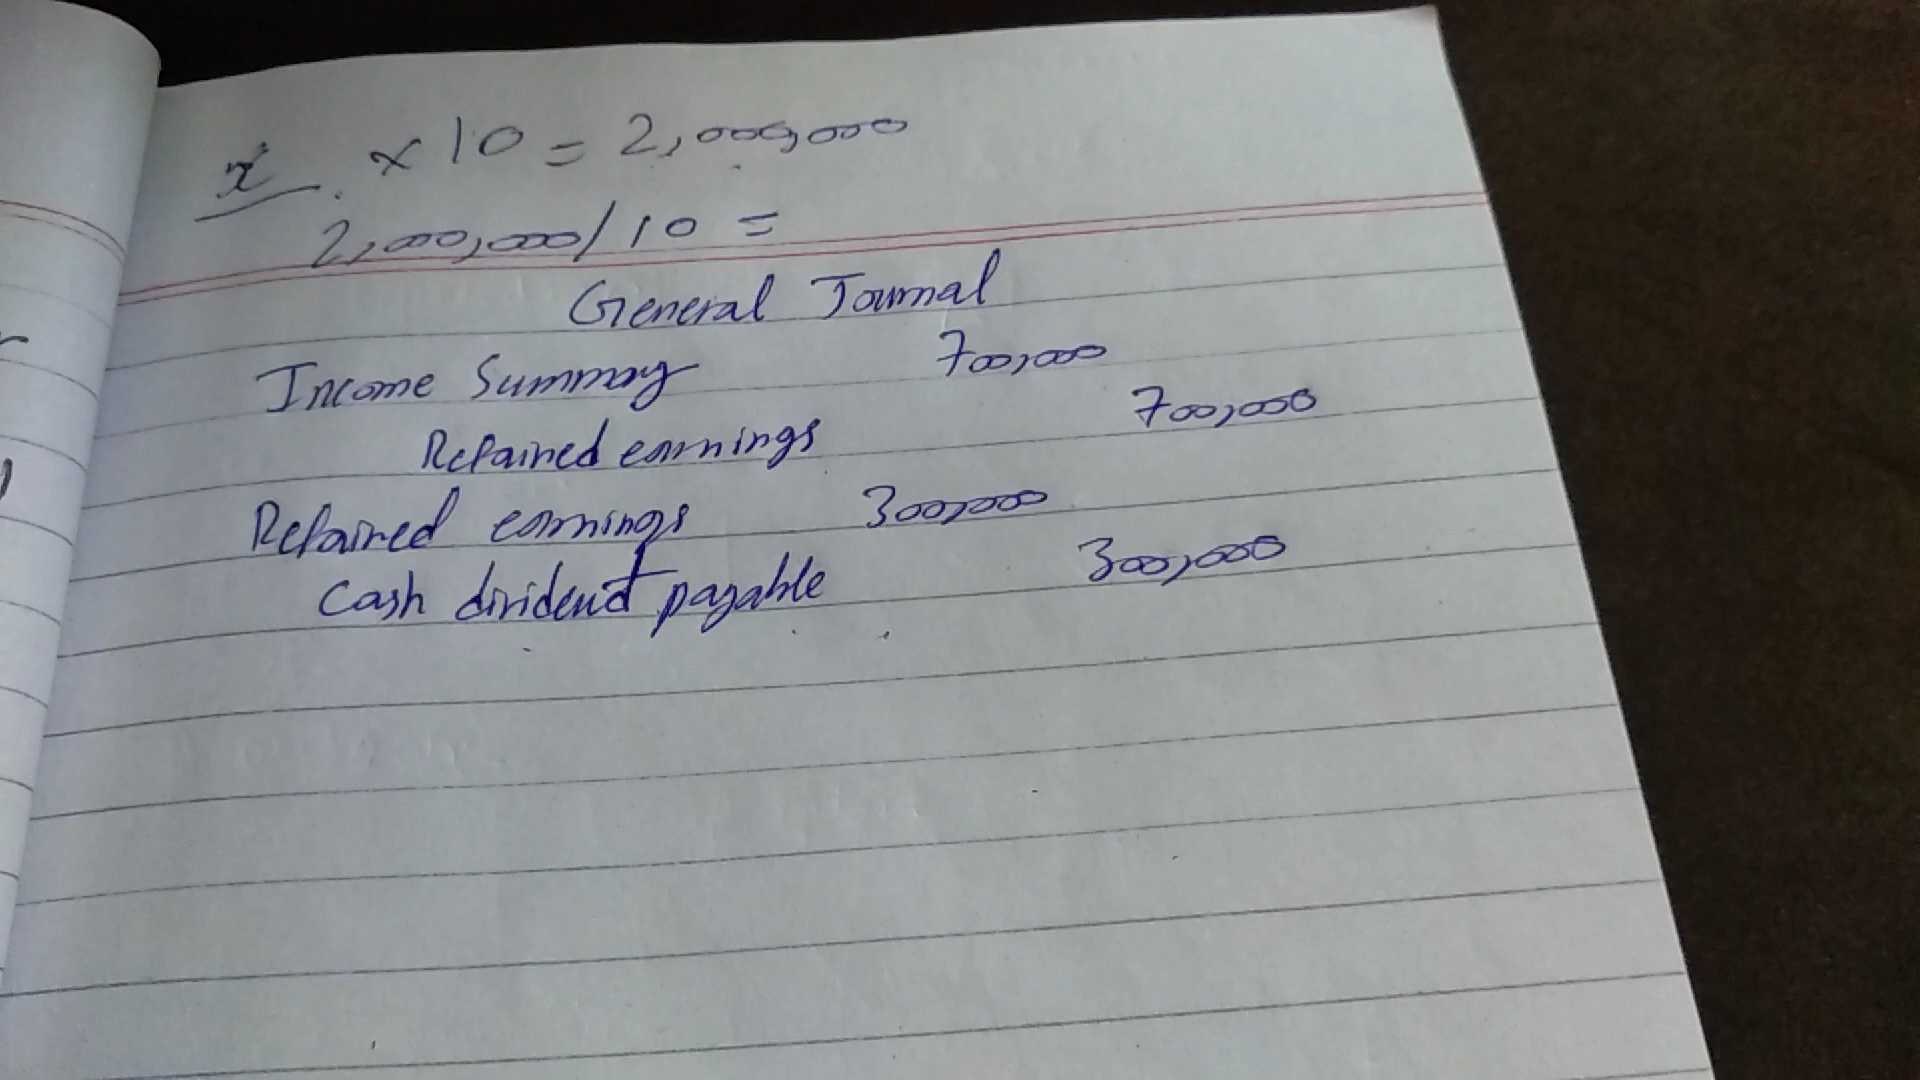 x × 10 = 2,000,000
2,000,000/10 =
General Journal
Income Summary 700,000
Retained earnings 700,000
Retained earnings 300,000
Cash dividend payable 300,000